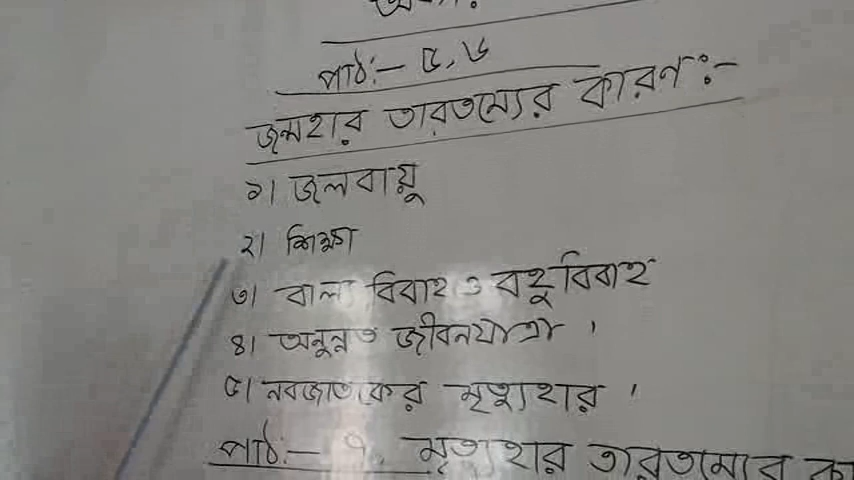 পাঠ:- ৫, ৬
জন্মহার তারতম্যের কারণ :-
১। জলবায়ু
২। শিক্ষা
৩। বাল্য বিবাহ ও বহু বিবাহ
৪। অনুন্নত জীবনযাত্রা ।
৫। নবজাতকের মৃত্যুহার ।
পাঠ:- ৭, মৃত্যুহার তারতম্যের